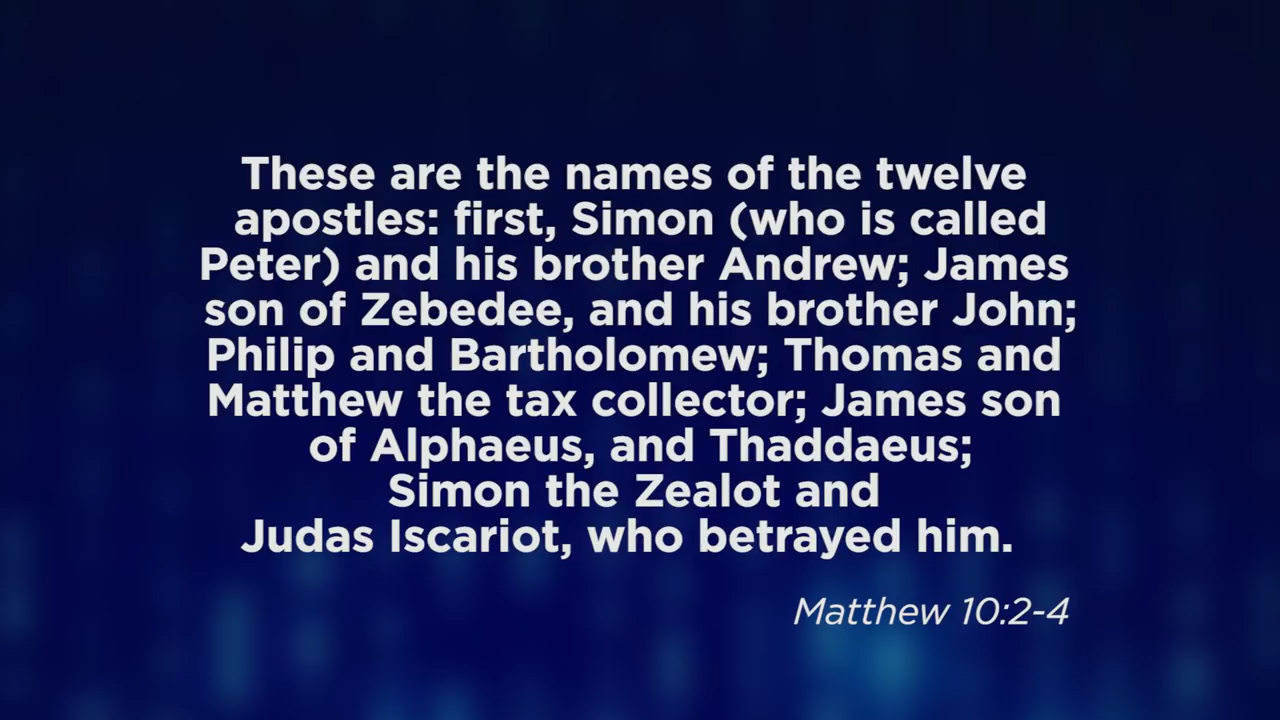 These are the names of the twelve
apostles: first, Simon (who is called
Peter) and his brother Andrew; James
son of Zebedee, and his brother John;
Philip and Bartholomew; Thomas and
Matthew the tax collector; James son
of Alphaeus, and Thaddaeus;
Simon the Zealot and
Judas Iscariot, who betrayed him.
Matthew 10:2-4